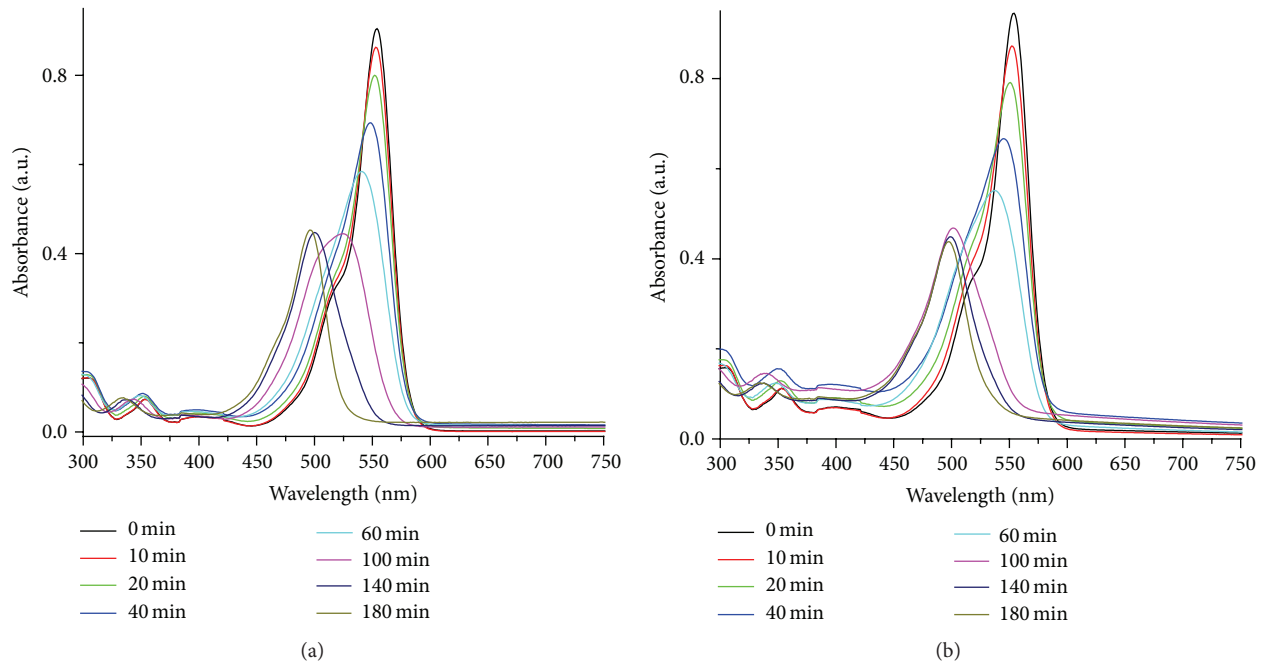 0.8
0.4
0.0
Absorbance (a.u.)
300 350 400 450 500 550 600 650 700 750
Wavelength (nm)
0 min
10 min
20 min
40 min
60 min
100 min
140 min
180 min
(a)
0.8
0.4
0.0
Absorbance (a.u.)
300 350 400 450 500 550 600 650 700 750
Wavelength (nm)
0 min
10 min
20 min
40 min
60 min
100 min
140 min
180 min
(b)